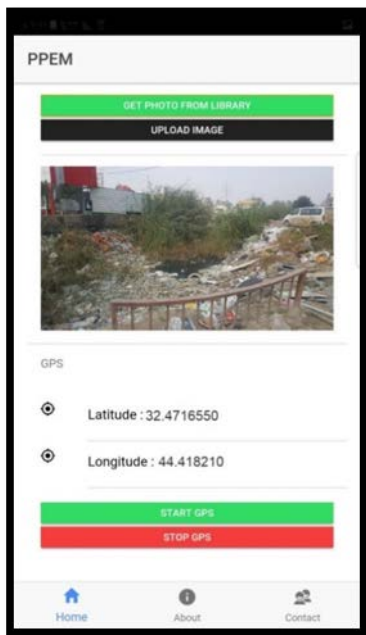 PPEM
GET PHOTO FROM LIBRARY
UPLOAD IMAGE
GPS
Latitude : 32.4716550
Longitude : 44.418210
START GPS
STOP GPS
Home
About
Contact